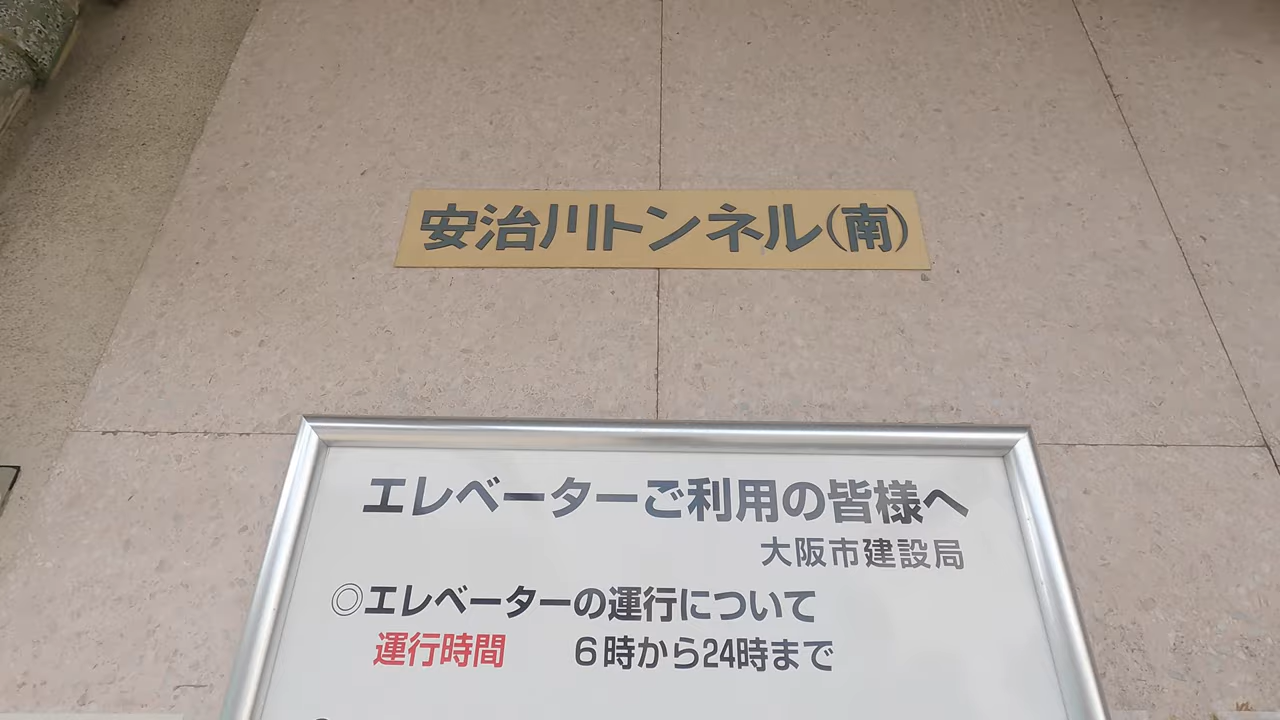 安治川トンネル(南)
エレベーターご利用の皆様へ
大阪市建設局
◎エレベーターの運行について
運行時間 6時から24時まで